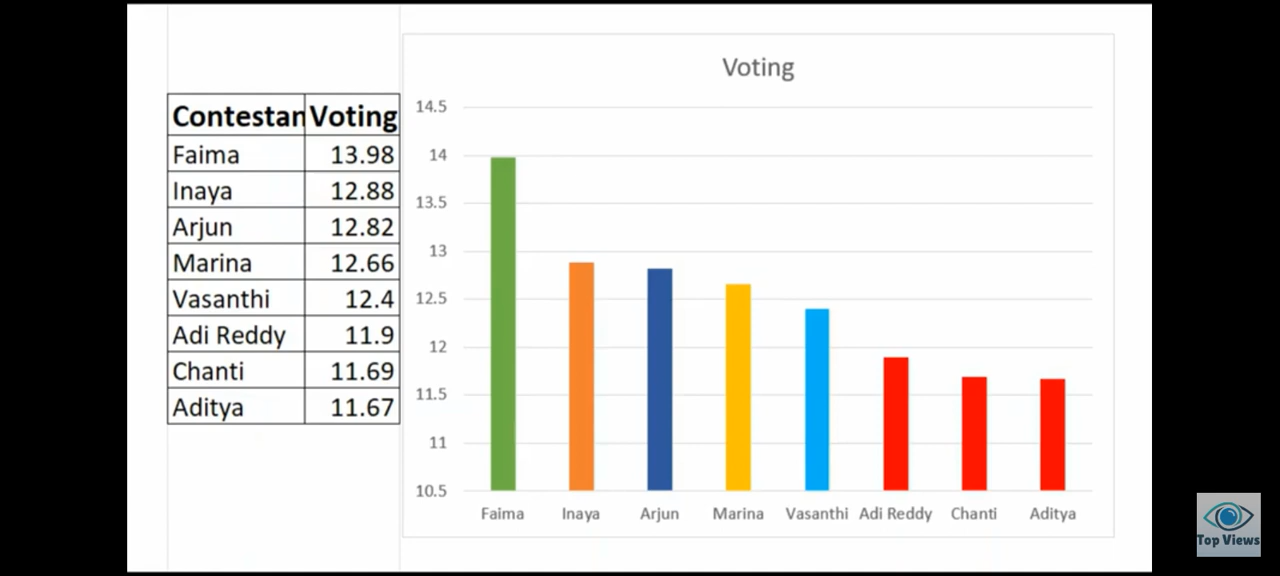 Contestan Voting
Faima 13.98
Inaya 12.88
Arjun 12.82
Marina 12.66
Vasanthi 12.4
Adi Reddy 11.9
Chanti 11.69
Aditya 11.67
Voting
14.5
14
13.5
13
12.5
12
11.5
11
10.5
Faima Inaya Arjun Marina Vasanthi Adi Reddy Chanti Aditya
Top Views